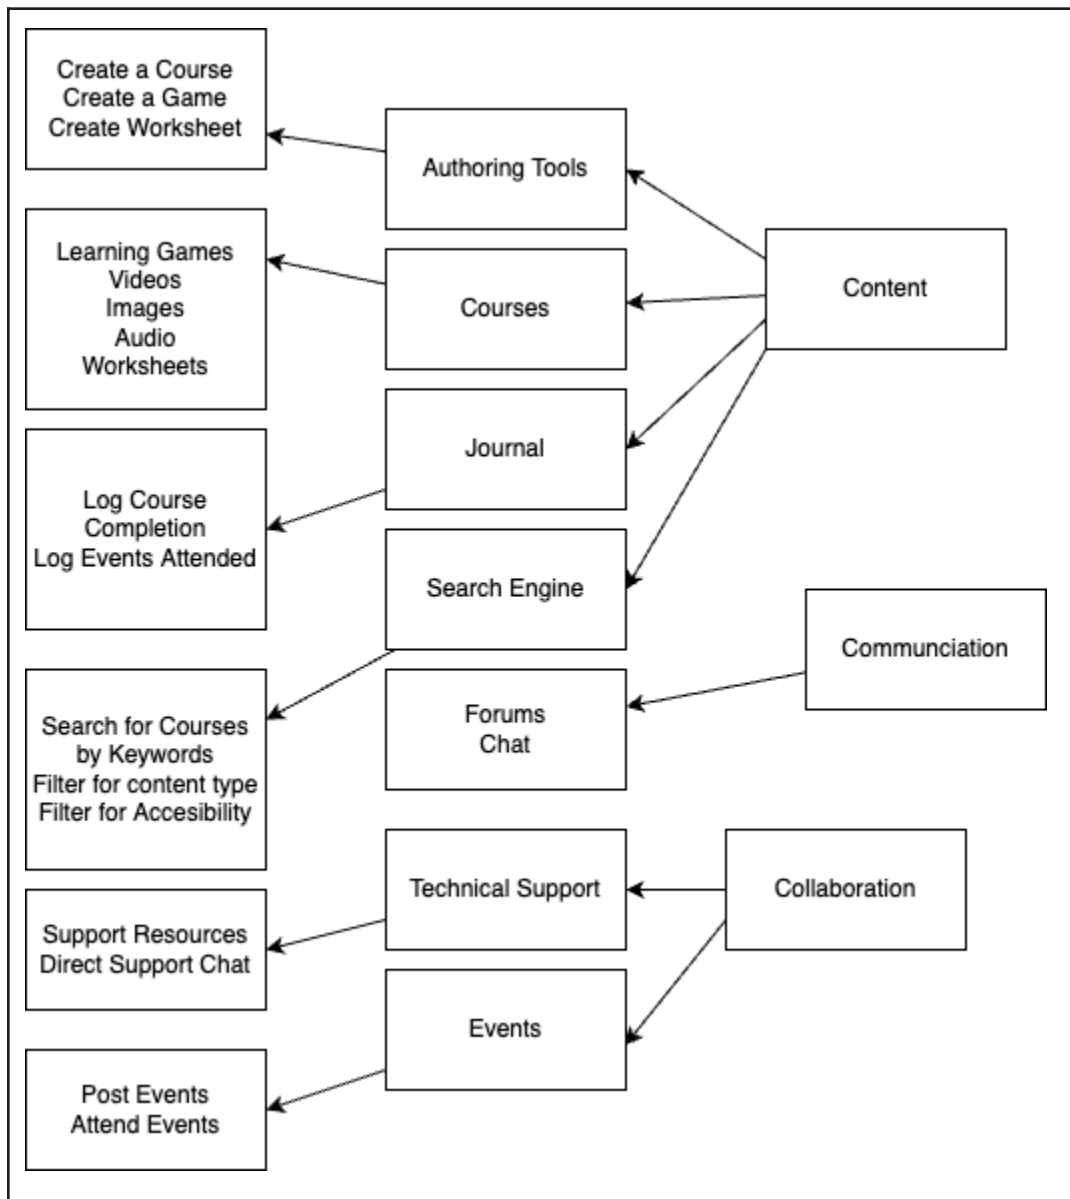 Create a Course
Create a Game
Create Worksheet
Authoring Tools
Learning Games
Videos
Images
Audio
Worksheets
Courses
Content
Journal
Log Course
Completion
Log Events Attended
Search Engine
Communciation
Search for Courses
by Keywords
Filter for content type
Filter for Accesibility
Forums
Chat
Technical Support
Collaboration
Support Resources
Direct Support Chat
Events
Post Events
Attend Events